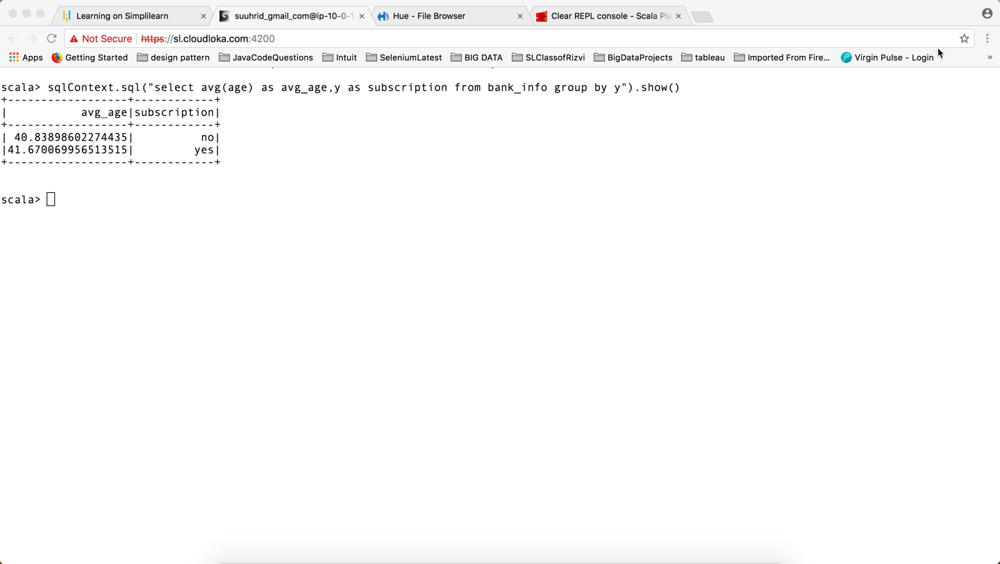 Learning on Simplilearn
suuhrid_gmail_com@ip-10-0-1
Hue - File Browser
Clear REPL console - Scala Pla
Not Secure https://sl.cloudloka.com:4200
Apps Getting Started design pattern JavaCodeQuestions Intuit SeleniumLatest BIG DATA SLClassofRizvi BigDataProjects tableau Imported From Fire... Virgin Pulse - Login »
scala> sqlContext.sql("select avg(age) as avg_age,y as subscription from bank_info group by y").show()
+------------------+------------+
|           avg_age|subscription|
+------------------+------------+
| 40.83898602274435|          no|
|41.670069956513515|         yes|
+------------------+------------+
scala>